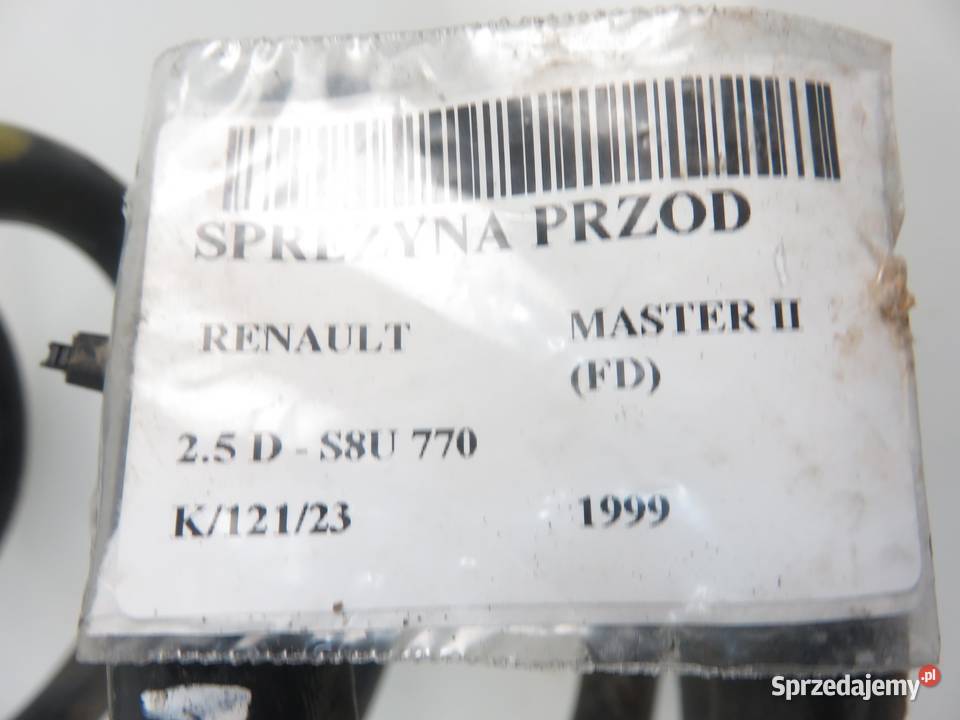 SPREZYNA PRZOD
RENAULT
MASTER II
(FD)
2.5 D - S8U 770
K/121/23
1999
Sprzedajemy.pl